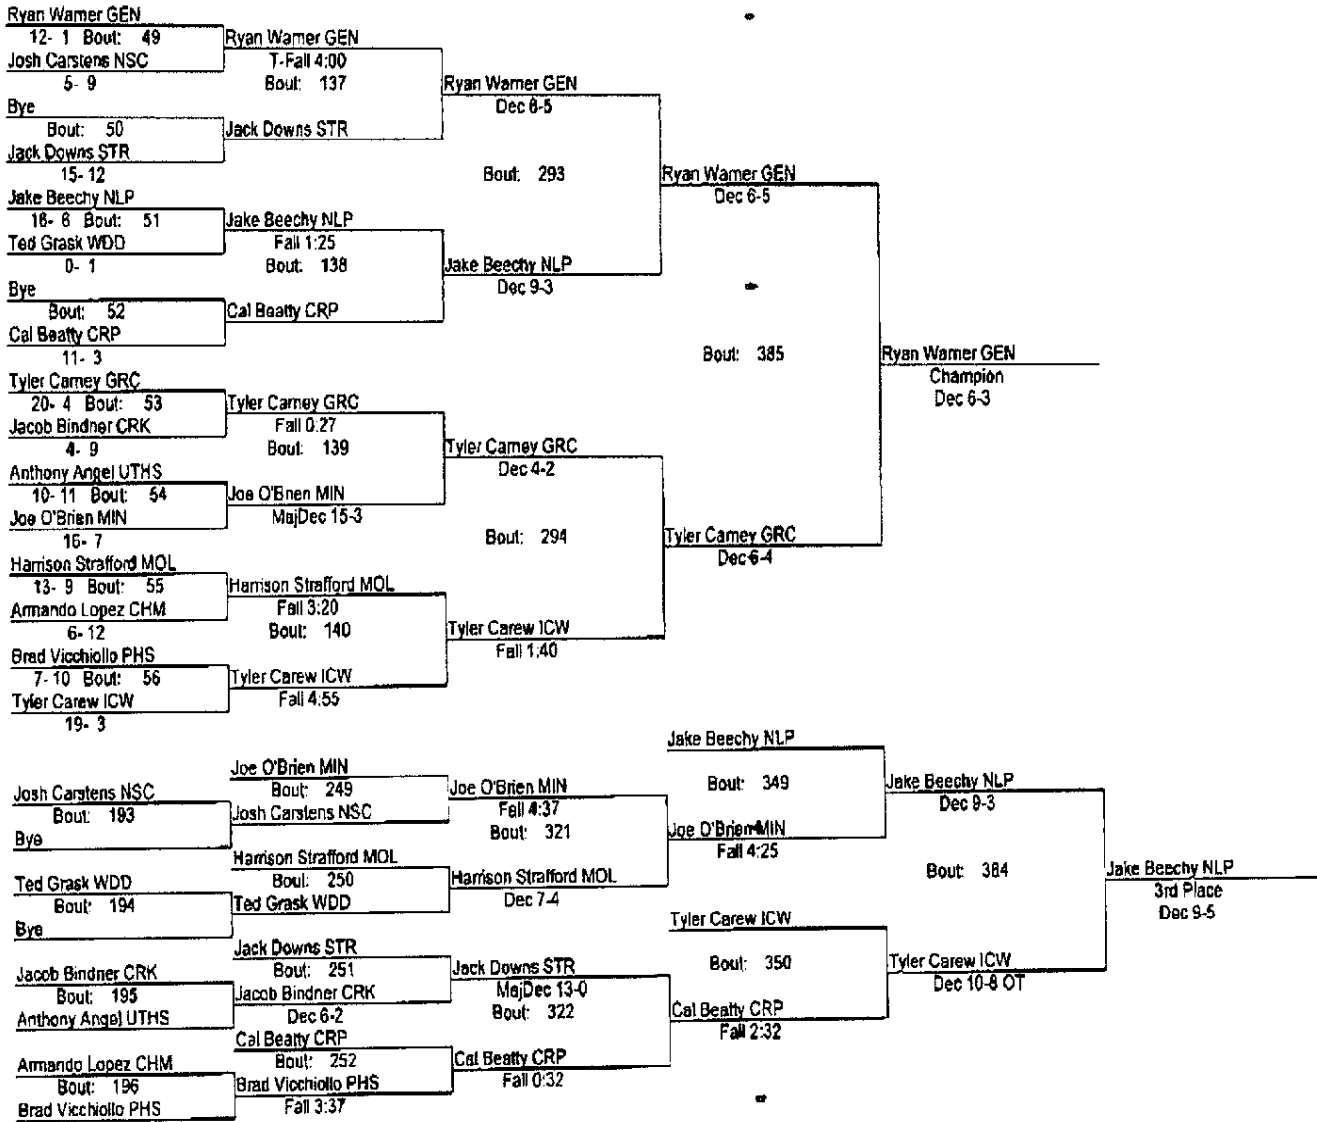 Ryan Warner GEN
12- 1 Bout: 49
Josh Carstens NSC
5- 9
Bye
Bout: 50
Jack Downs STR
15- 12
Jake Beechy NLP
16- 6 Bout: 51
Ted Grask WDD
0- 1
Bye
Bout: 52
Cal Beatty CRP
11- 3
Tyler Carney GRC
20- 4 Bout: 53
Jacob Bindner CRK
4- 9
Anthony Angel UTHS
10- 11 Bout: 54
Joe O'Brien MIN
16- 7
Harrison Strafford MOL
13- 9 Bout: 55
Armando Lopez CHM
6- 12
Brad Vicchiollo PHS
7- 10 Bout: 56
Tyler Carew ICW
19- 3
Ryan Warner GEN
T-Fall 4:00
Bout: 137
Jack Downs STR
Jake Beechy NLP
Fall 1:25
Bout: 138
Cal Beatty CRP
Tyler Carney GRC
Fall 0:27
Bout: 139
Joe O'Brien MIN
MajDec 15-3
Harrison Strafford MOL
Fall 3:20
Bout: 140
Tyler Carew ICW
Fall 4:55
Ryan Warner GEN
Dec 6-5
Bout: 293
Jake Beechy NLP
Dec 9-3
Tyler Carney GRC
Dec 4-2
Bout: 294
Tyler Carew ICW
Fall 1:40
Ryan Warner GEN
Dec 6-5
Bout: 385
Tyler Carney GRC
Dec 6-4
Ryan Warner GEN
Champion
Dec 6-3
Josh Carstens NSC
Bout: 193
Bye
Ted Grask WDD
Bout: 194
Bye
Jacob Bindner CRK
Bout: 195
Anthony Angel UTHS
Armando Lopez CHM
Bout: 196
Brad Vicchiollo PHS
Joe O'Brien MIN
Bout: 249
Josh Carstens NSC
Harrison Strafford MOL
Bout: 250
Ted Grask WDD
Jack Downs STR
Bout: 251
Jacob Bindner CRK
Dec 6-2
Cal Beatty CRP
Bout: 252
Brad Vicchiollo PHS
Fall 3:37
Joe O'Brien MIN
Fall 4:37
Bout: 321
Harrison Strafford MOL
Dec 7-4
Jack Downs STR
MajDec 13-0
Bout: 322
Cal Beatty CRP
Fall 0:32
Jake Beechy NLP
Bout: 349
Joe O'Brien MIN
Fall 4:25
Tyler Carew ICW
Bout: 350
Cal Beatty CRP
Fall 2:32
Jake Beechy NLP
Dec 9-3
Bout: 384
Tyler Carew ICW
Dec 10-8 OT
Jake Beechy NLP
3rd Place
Dec 9-5